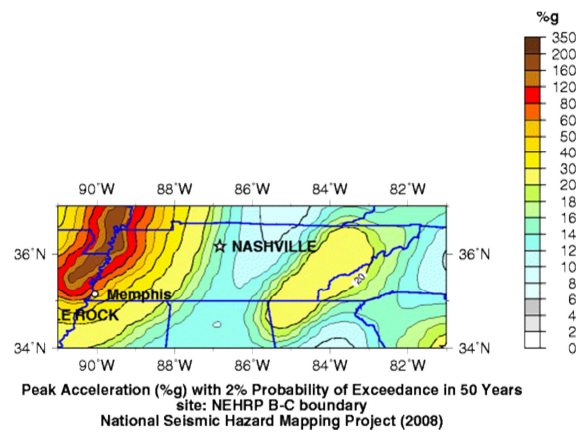 %g
350
200
160
120
80
60
50
40
30
20
18
16
14
12
10
8
6
4
2
0
90°W 88°W 86°W 84°W 82°W
36°N 36°N
NASHVILLE
20
Memphis
LE ROCK
34°N 34°N
90°W 88°W 86°W 84°W 82°W
Peak Acceleration (%g) with 2% Probability of Exceedance in 50 Years
site: NEHRP B-C boundary
National Seismic Hazard Mapping Project (2008)